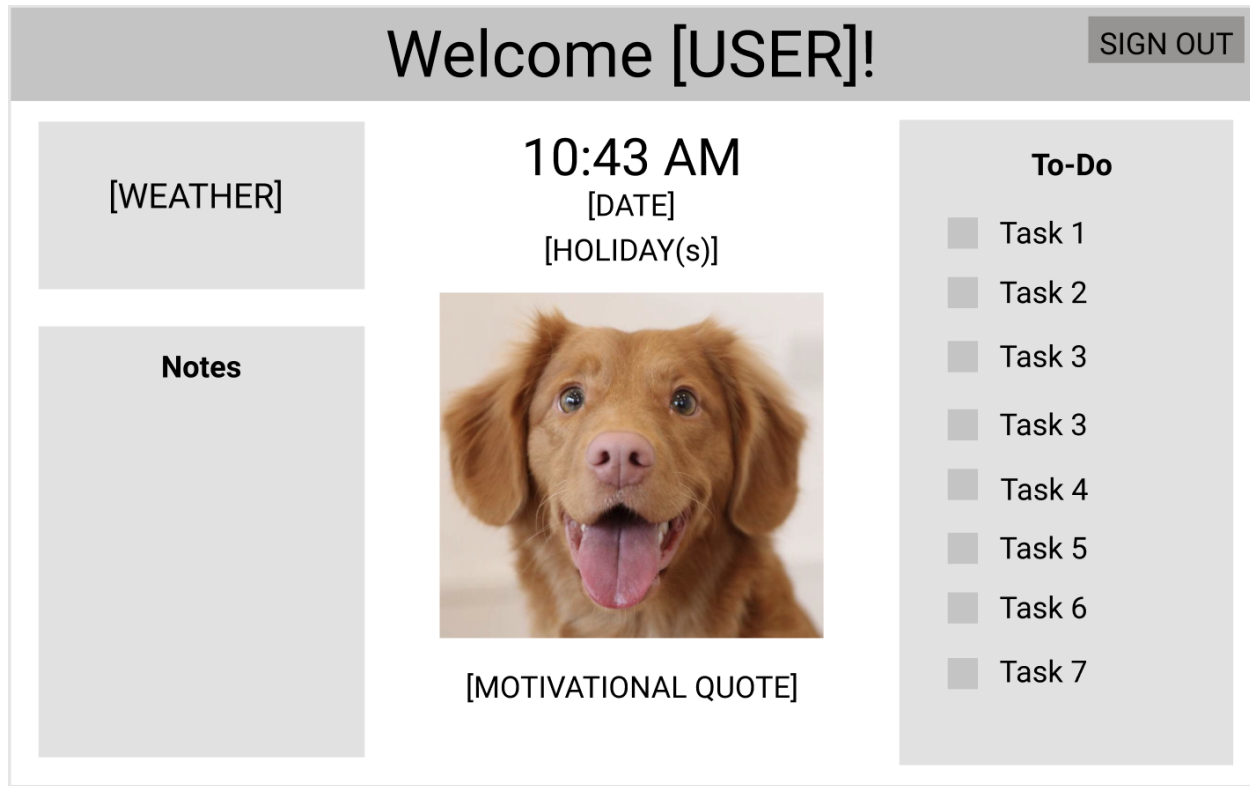 Welcome [USER]!
SIGN OUT
[WEATHER]
Notes
10:43 AM
[DATE]
[HOLIDAY(s)]
[MOTIVATIONAL QUOTE]
To-Do
Task 1
Task 2
Task 3
Task 3
Task 4
Task 5
Task 6
Task 7